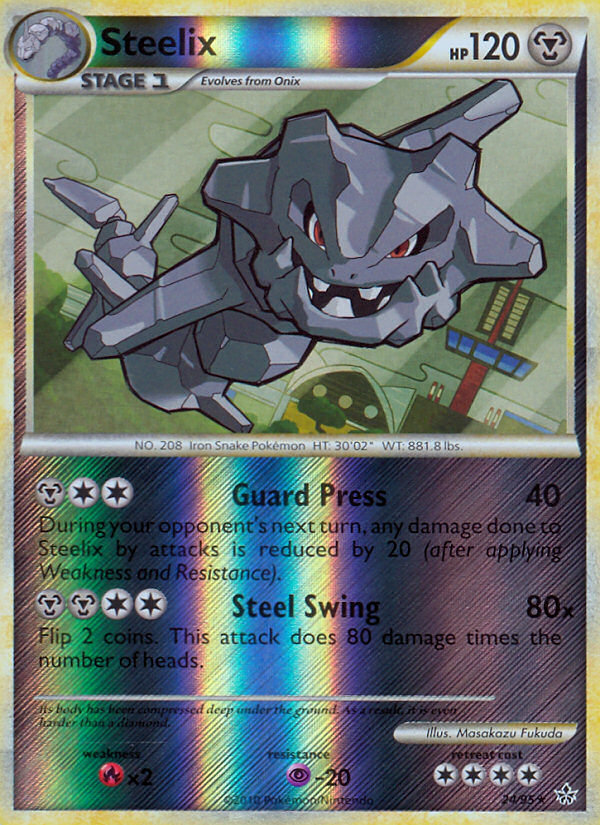 Steelix
HP 120
STAGE 1
Evolves from Onix
NO. 208 Iron Snake Pokémon HT: 30'02" WT: 881.8 lbs.
Guard Press 40
During your opponent's next turn, any damage done to
Steelix by attacks is reduced by 20 (after applying
Weakness and Resistance).
Steel Swing 80x
Flip 2 coins. This attack does 80 damage times the
number of heads.
Its body has been compressed deep under the ground. As a result, it is even
harder than a diamond.
Illus. Masakazu Fukuda
weakness resistance retreat cost
x2 -20
©2010 Pokémon/Nintendo 24/95 ★